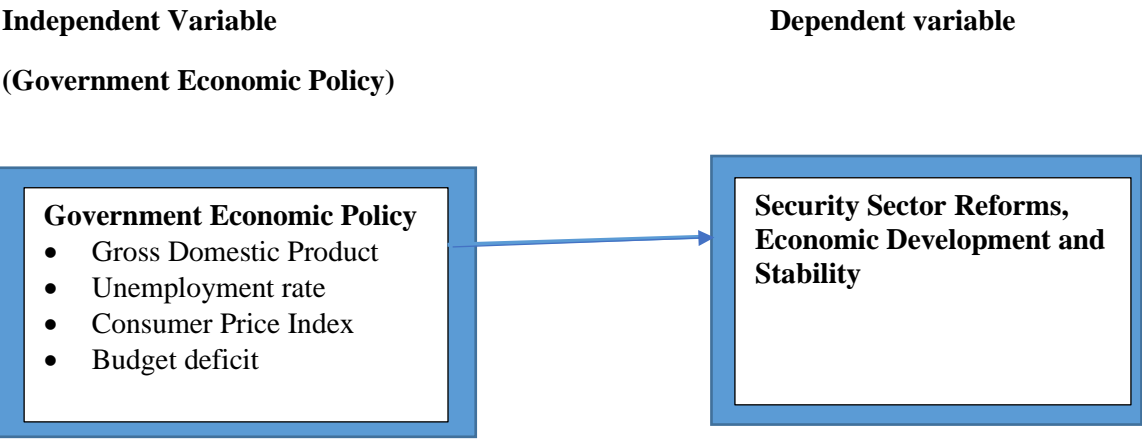 Independent Variable
Dependent variable
(Government Economic Policy)
Government Economic Policy
• Gross Domestic Product
• Unemployment rate
• Consumer Price Index
• Budget deficit
Security Sector Reforms,
Economic Development and
Stability